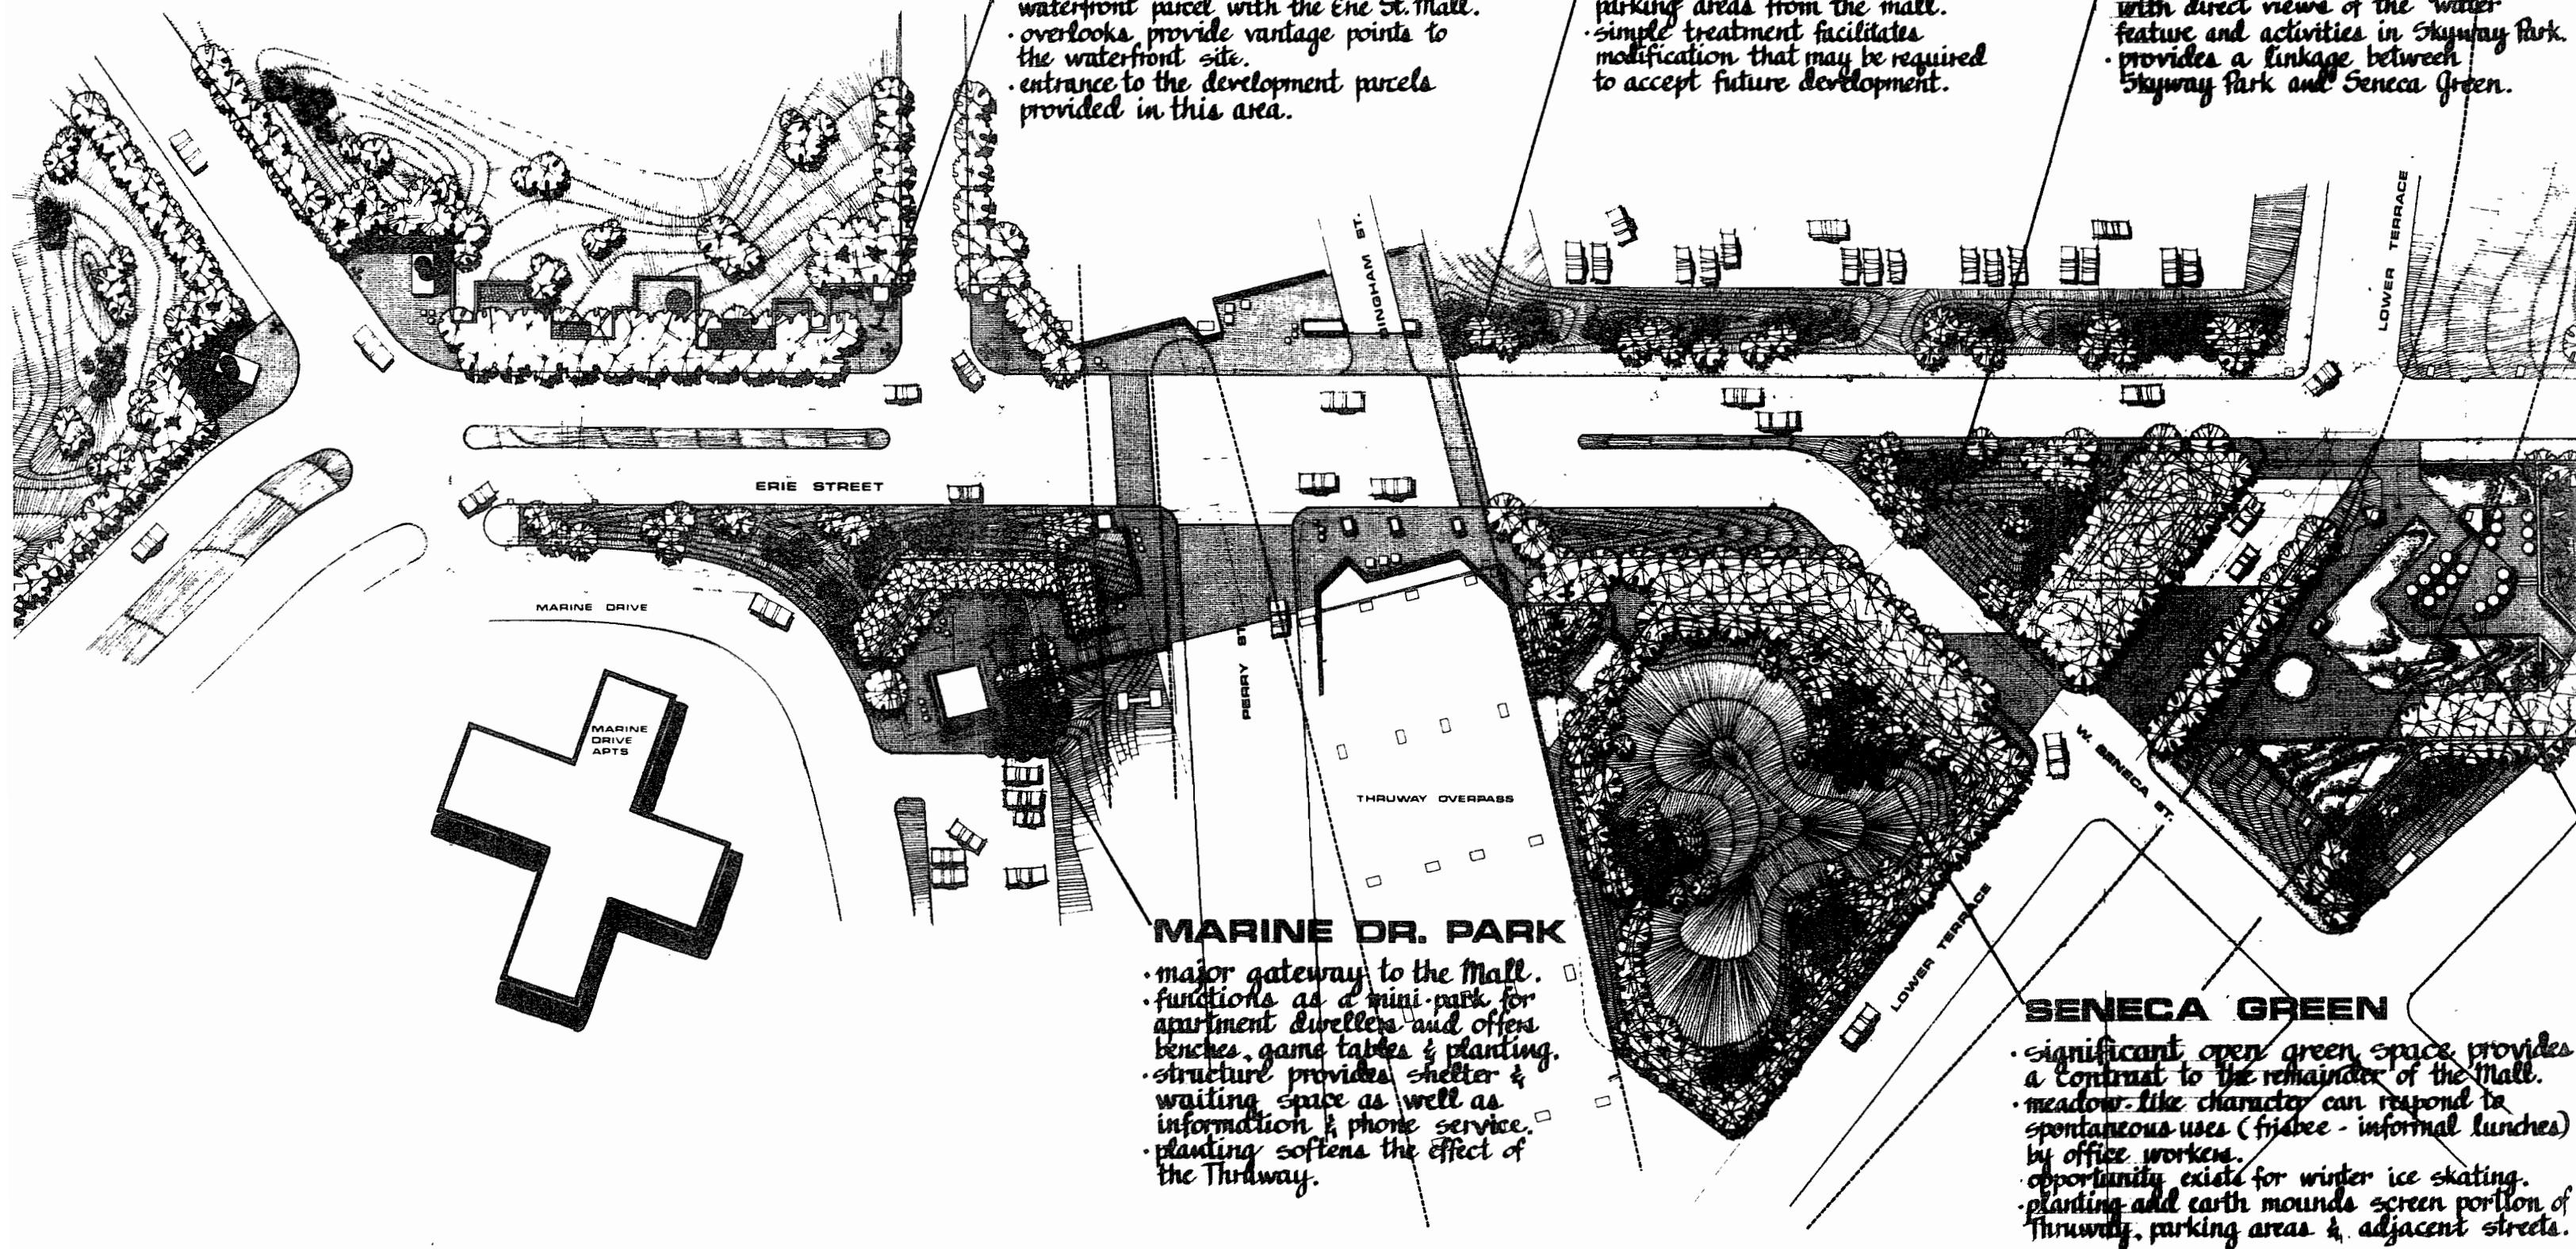 waterfront parcel with the Erie St. Mall.
· overlooks provide vantage points to
the waterfront site.
· entrance to the development parcels
provided in this area.
parking areas from the mall.
· simple treatment facilitates
modification that may be required
to accept future development.
with direct views of the water
feature and activities in Skyway Park.
· provides a linkage between
Skyway Park and Seneca Green.
BINGHAM ST.
LOWER TERRACE
ERIE STREET
MARINE DRIVE
PERRY ST
MARINE
DRIVE
APTS
THRUWAY OVERPASS
W. SENECA ST.
LOWER TERRACE
MARINE DR. PARK
· major gateway to the Mall.
· functions as a mini-park for
apartment dwellers and offers
benches, game tables & planting.
· structure provides shelter &
waiting space as well as
information & phone service.
· planting softens the effect of
the Thruway.
SENECA GREEN
· significant open green space provides
a contrast to the remainder of the Mall.
· meadow-like character can respond to
spontaneous uses (frisbee - informal lunches)
by office workers.
· opportunity exists for winter ice skating.
· planting and earth mounds screen portion of
Thruway, parking areas & adjacent streets.